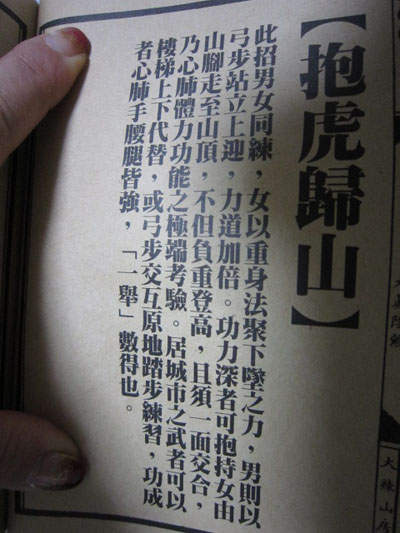 【抱虎歸山】
此招男女同練，女以重身法聚下墜之力，男則以
弓步站立上迎，力道加倍。功力深者可抱持女由
山腳走至山頂，不但負重登高，且須一面交合，
乃心肺體力功能之極端考驗。居城市之武者可以
樓梯上下代替，或弓步交互原地踏步練習，功成
者心肺手腰腿皆強，「一舉」數得也。